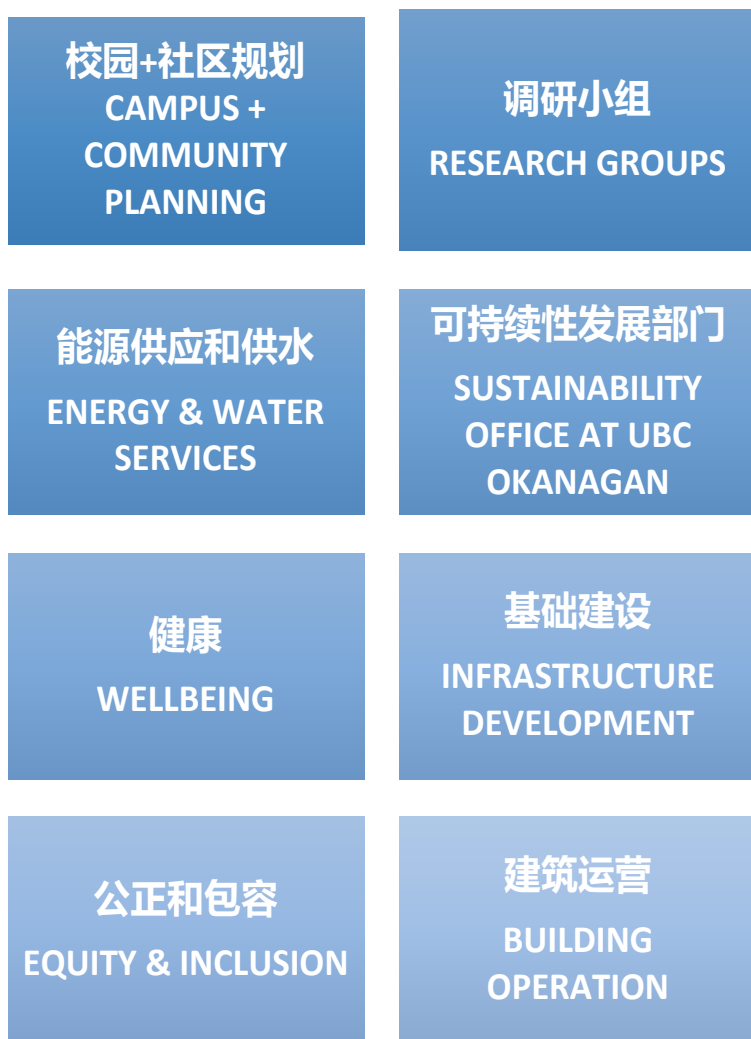 校园+社区规划
CAMPUS +
COMMUNITY
PLANNING
调研小组
RESEARCH GROUPS
能源供应和供水
ENERGY & WATER
SERVICES
可持续性发展部门
SUSTAINABILITY
OFFICE AT UBC
OKANAGAN
健康
WELLBEING
基础建设
INFRASTRUCTURE
DEVELOPMENT
公正和包容
EQUITY & INCLUSION
建筑运营
BUILDING
OPERATION